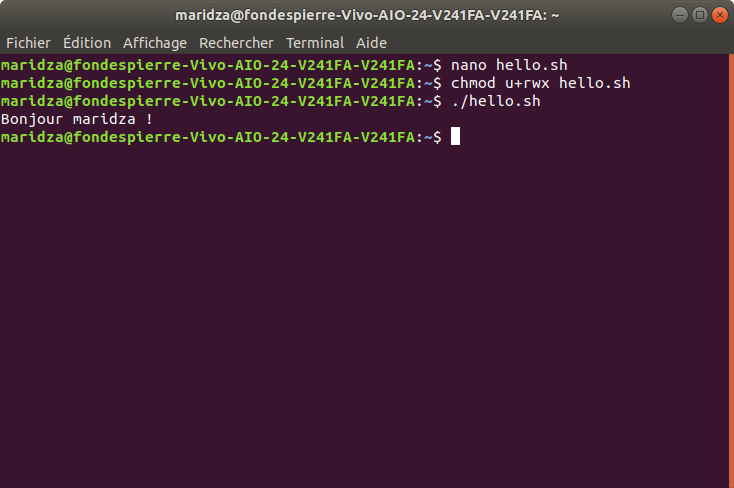 maridza@fondespierre-Vivo-AIO-24-V241FA-V241FA: ~
Fichier Édition Affichage Rechercher Terminal Aide
maridza@fondespierre-Vivo-AIO-24-V241FA-V241FA:~$ nano hello.sh
maridza@fondespierre-Vivo-AIO-24-V241FA-V241FA:~$ chmod u+rwx hello.sh
maridza@fondespierre-Vivo-AIO-24-V241FA-V241FA:~$ ./hello.sh
Bonjour maridza !
maridza@fondespierre-Vivo-AIO-24-V241FA-V241FA:~$